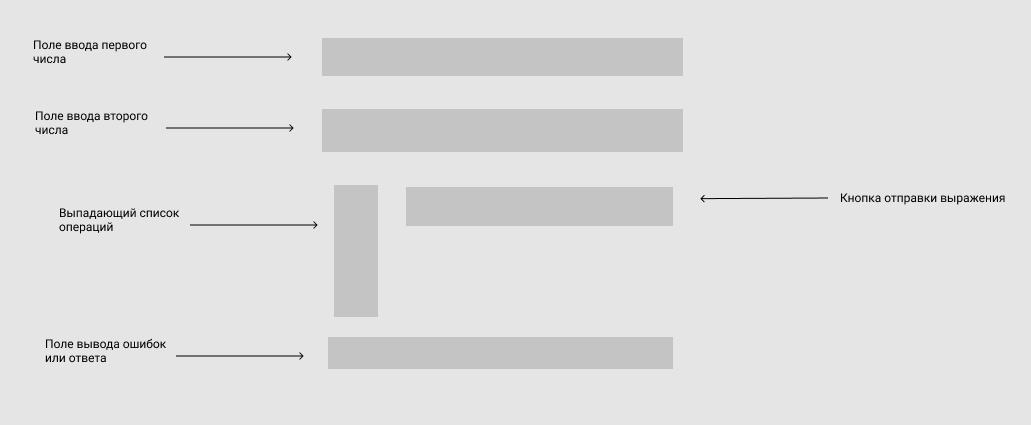 Поле ввода первого
числа
Поле ввода второго
числа
Кнопка отправки выражения
Выпадающий список
операций
Поле вывода ошибок
или ответа